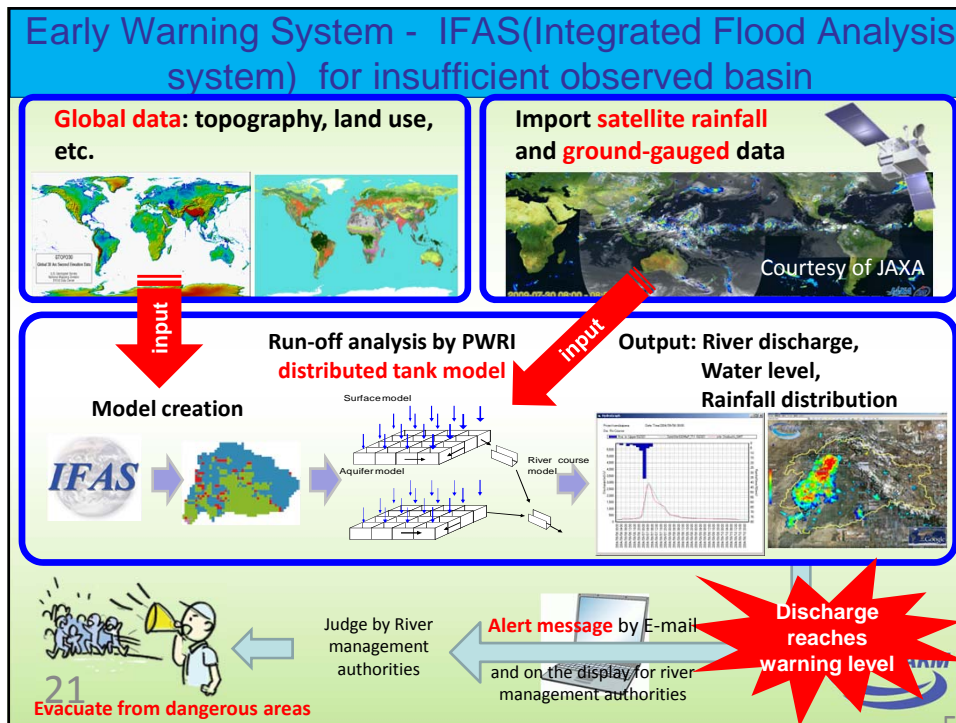 Early Warning System - IFAS(Integrated Flood Analysis
system) for insufficient observed basin
Global data: topography, land use,
etc.
GTOPO30
Import satellite rainfall
and ground-gauged data
Courtesy of JAXA
input
input
Run-off analysis by PWRI
distributed tank model
Output: River discharge,
Water level,
Rainfall distribution
Model creation
IFAS
Surface model
Aquifer model
River course
model
Google
Discharge
reaches
warning level
Alert message by E-mail
and on the display for river
management authorities
Judge by River
management
authorities
Evacuate from dangerous areas
21